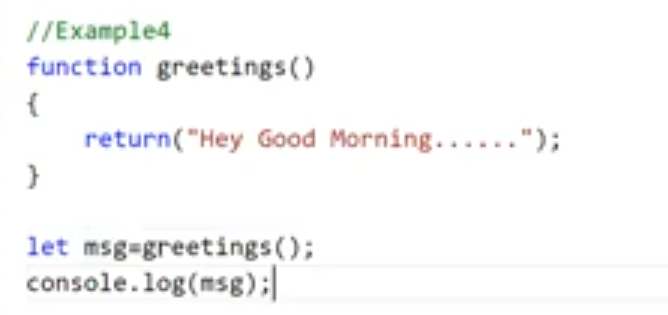 //Example4
function greetings()
{
    return("Hey Good Morning......");
}

let msg=greetings();
console.log(msg);